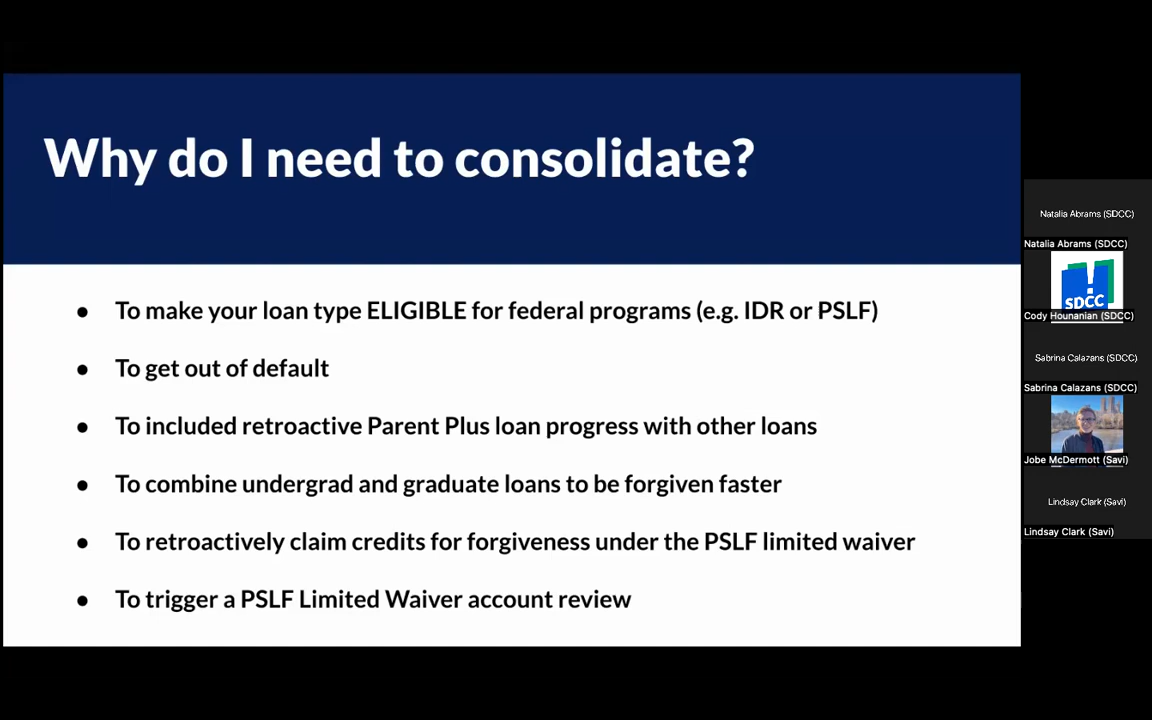 Why do I need to consolidate?
● To make your loan type ELIGIBLE for federal programs (e.g. IDR or PSLF)
● To get out of default
● To included retroactive Parent Plus loan progress with other loans
● To combine undergrad and graduate loans to be forgiven faster
● To retroactively claim credits for forgiveness under the PSLF limited waiver
● To trigger a PSLF Limited Waiver account review
Natalia Abrams (SDCC)
Natalia Abrams (SDCC)
SDCC
Cody Hounanian (SDCC)
Sabrina Calazans (SDCC)
Sabrina Calazans (SDCC)
Jobe McDermott (Savi)
Lindsay Clark (Savi)
Lindsay Clark (Savi)